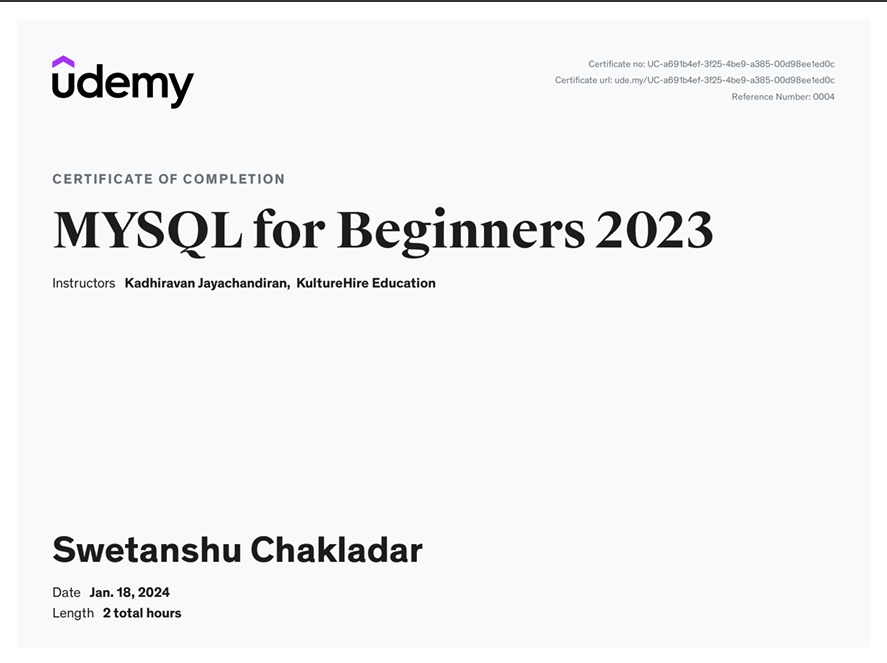 udemy
Certificate no: UC-a691b4ef-3f25-4be9-a385-00d98ee1ed0c
Certificate url: ude.my/UC-a691b4ef-3f25-4be9-a385-00d98ee1ed0c
Reference Number: 0004
CERTIFICATE OF COMPLETION
MYSQL for Beginners 2023
Instructors Kadhiravan Jayachandiran, KultureHire Education
Swetanshu Chakladar
Date Jan. 18, 2024
Length 2 total hours